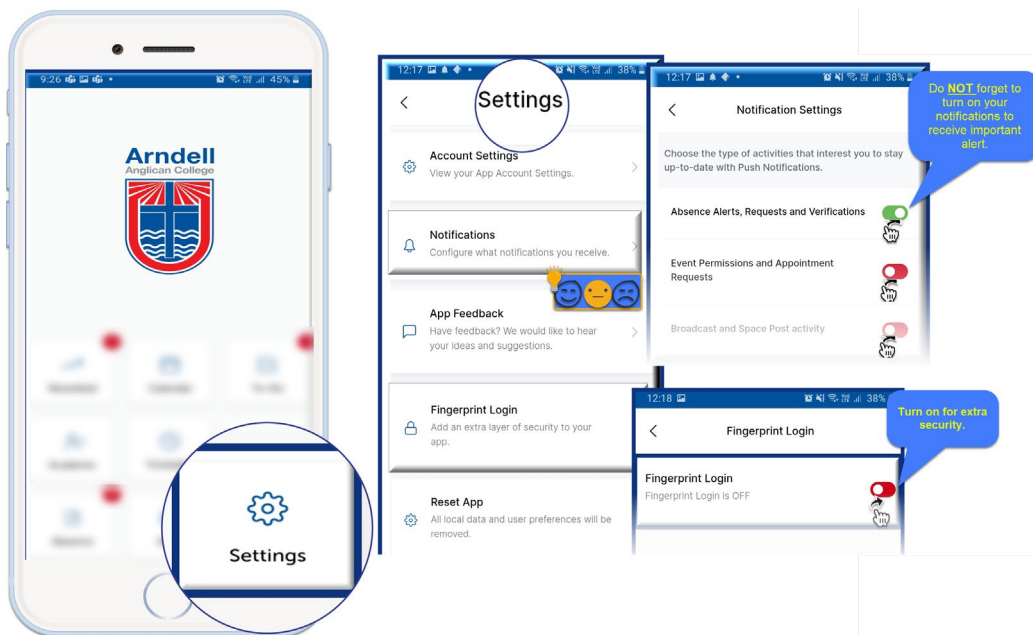 9:26
45%
Arndell
Anglican College
Settings
12:17
38%
Settings
Account Settings
View your App Account Settings.
Notifications
Configure what notifications you receive.
App Feedback
Have feedback? We would like to hear
your ideas and suggestions.
Fingerprint Login
Add an extra layer of security to your
app.
Reset App
All local data and user preferences will be
removed.
12:17
38%
Notification Settings
Choose the type of activities that interest you to stay
up-to-date with Push Notifications.
Absence Alerts, Requests and Verifications
Event Permissions and Appointment
Requests
Broadcast and Space Post activity
Do NOT forget to
turn on your
notifications to
receive important
alert.
12:18
38%
Fingerprint Login
Fingerprint Login
Fingerprint Login is OFF
Turn on for extra
security.